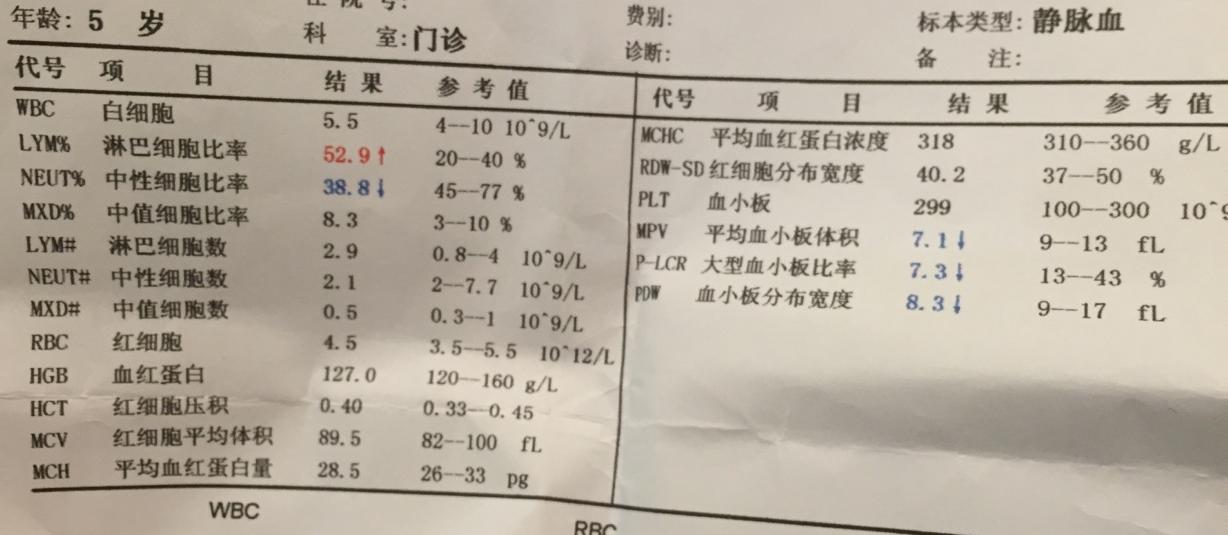 年龄: 5 岁
号:
科 室: 门诊
费别:
诊断:
标本类型: 静脉血
备 注:
代号 项 目 结 果 参 考 值
WBC 白细胞 5.5 4--10 10^9/L
LYM% 淋巴细胞比率 52.9↑ 20--40 %
NEUT% 中性细胞比率 38.8↓ 45--77 %
MXD% 中值细胞比率 8.3 3--10 %
LYM# 淋巴细胞数 2.9 0.8--4 10^9/L
NEUT# 中性细胞数 2.1 2--7.7 10^9/L
MXD# 中值细胞数 0.5 0.3--1 10^9/L
RBC 红细胞 4.5 3.5--5.5 10^12/L
HGB 血红蛋白 127.0 120--160 g/L
HCT 红细胞压积 0.40 0.33--0.45
MCV 红细胞平均体积 89.5 82--100 fL
MCH 平均血红蛋白量 28.5 26--33 pg
代号 项 目 结 果 参 考 值
MCHC 平均血红蛋白浓度 318 310--360 g/L
RDW-SD 红细胞分布宽度 40.2 37--50 %
PLT 血小板 299 100--300 10^9
MPV 平均血小板体积 7.1↓ 9--13 fL
P-LCR 大型血小板比率 7.3↓ 13--43 %
PDW 血小板分布宽度 8.3↓ 9--17 fL
WBC
RBC